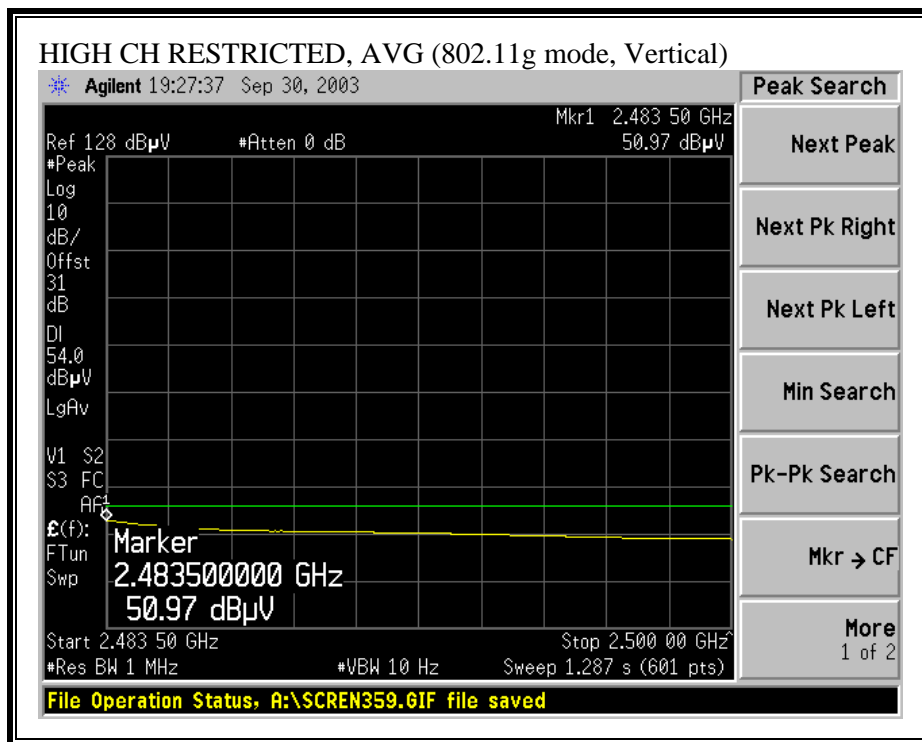 HIGH CH RESTRICTED, AVG (802.11g mode, Vertical)
Agilent 19:27:37 Sep 30, 2003
Peak Search
Mkr1 2.483 50 GHz
Ref 128 dBµV #Atten 0 dB 50.97 dBµV
#Peak
Log
10
dB/
Offst
31
dB
DI
54.0
dBµV
LgAv
V1 S2
S3 FC
AF
1
£(f):
FTun
Swp
Marker
2.483500000 GHz
50.97 dBµV
Start 2.483 50 GHz Stop 2.500 00 GHz^
#Res BW 1 MHz #VBW 10 Hz Sweep 1.287 s (601 pts)
Next Peak
Next Pk Right
Next Pk Left
Min Search
Pk-Pk Search
Mkr → CF
More
1 of 2
File Operation Status, A:\SCREN359.GIF file saved